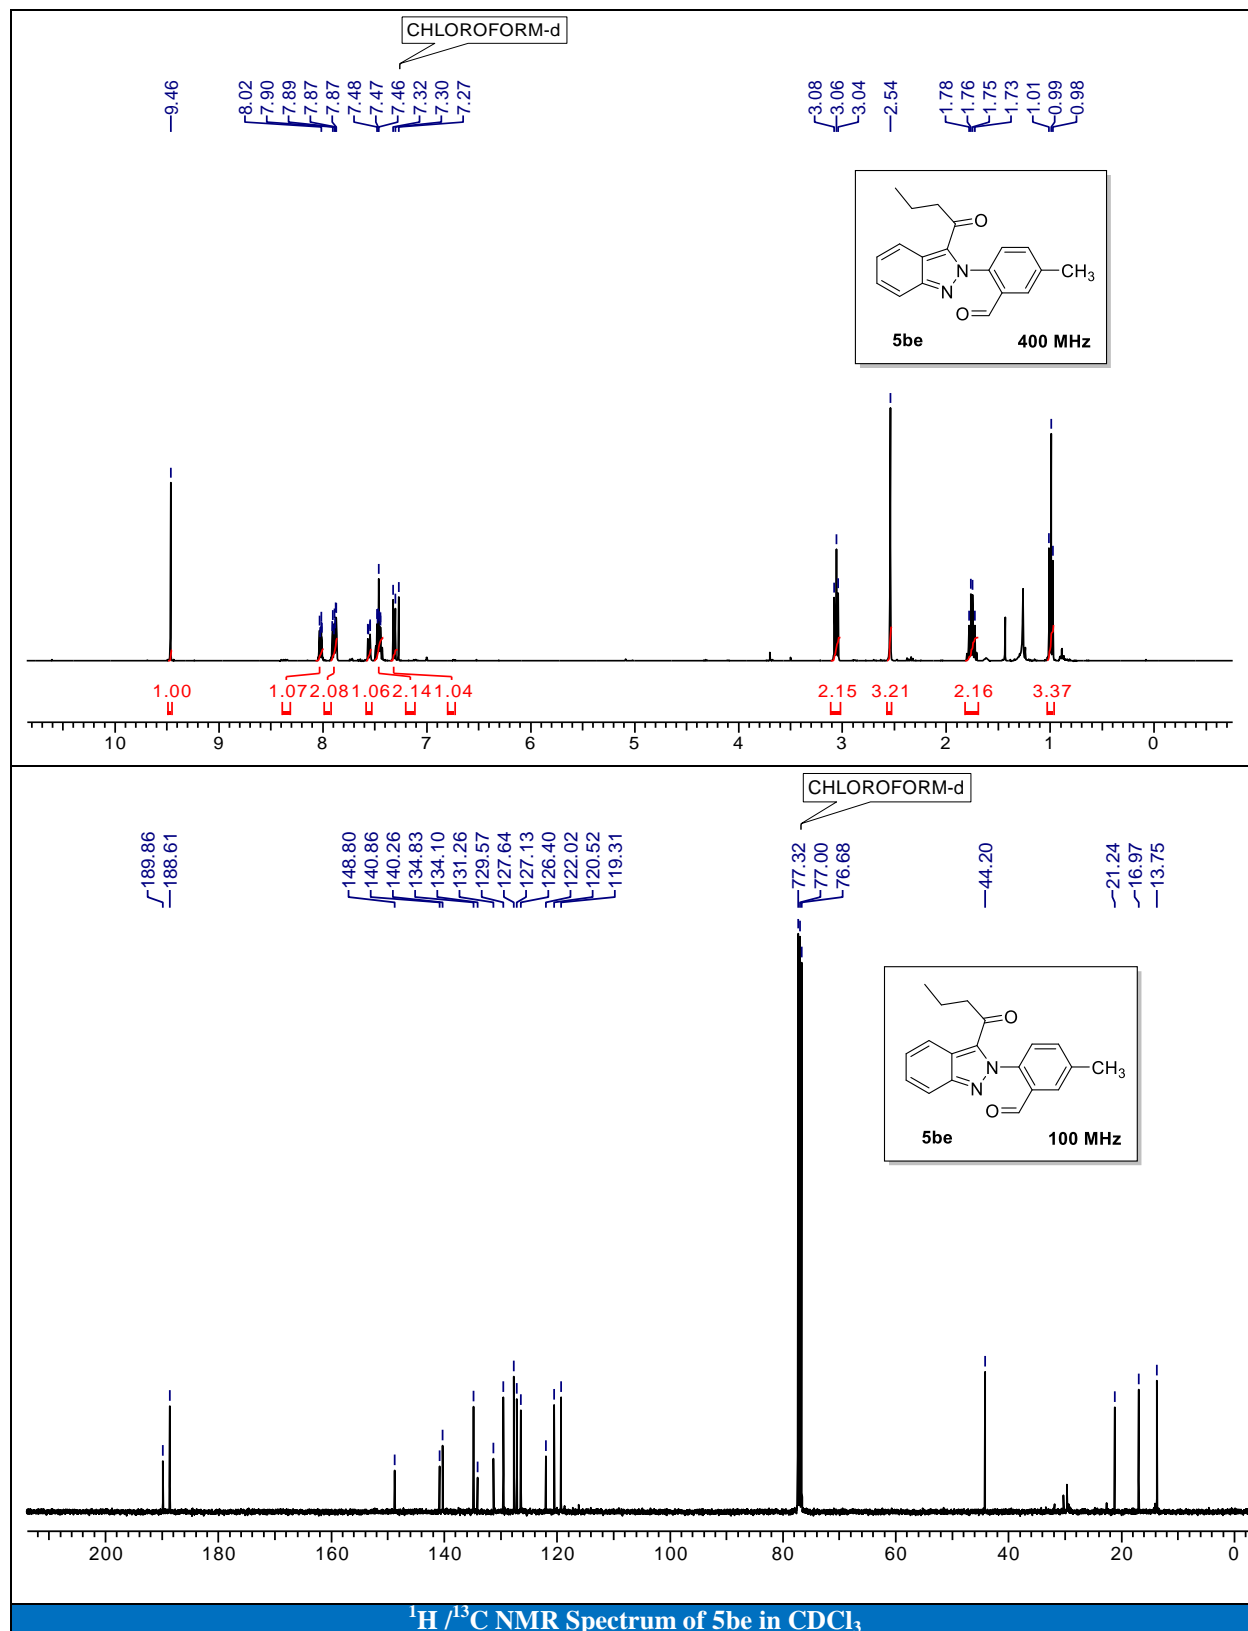 CHLOROFORM-d
9.46
8.02
7.90
7.89
7.87
7.87
7.48
7.47
7.46
7.32
7.30
7.27
3.08
3.06
3.04
2.54
1.78
1.76
1.75
1.73
1.01
0.99
0.98
O
N
N
CH3
O
5be 400 MHz
1.00 1.07 2.08 1.06 2.14 1.04 2.15 3.21 2.16 3.37
10 9 8 7 6 5 4 3 2 1 0
CHLOROFORM-d
189.86
188.61
148.80
140.86
140.26
134.83
134.10
131.26
129.57
127.64
127.13
126.40
122.02
120.52
119.31
77.32
77.00
76.68
44.20
21.24
16.97
13.75
O
N
N
CH3
O
5be 100 MHz
200 180 160 140 120 100 80 60 40 20 0
1H /13C NMR Spectrum of 5be in CDCl3